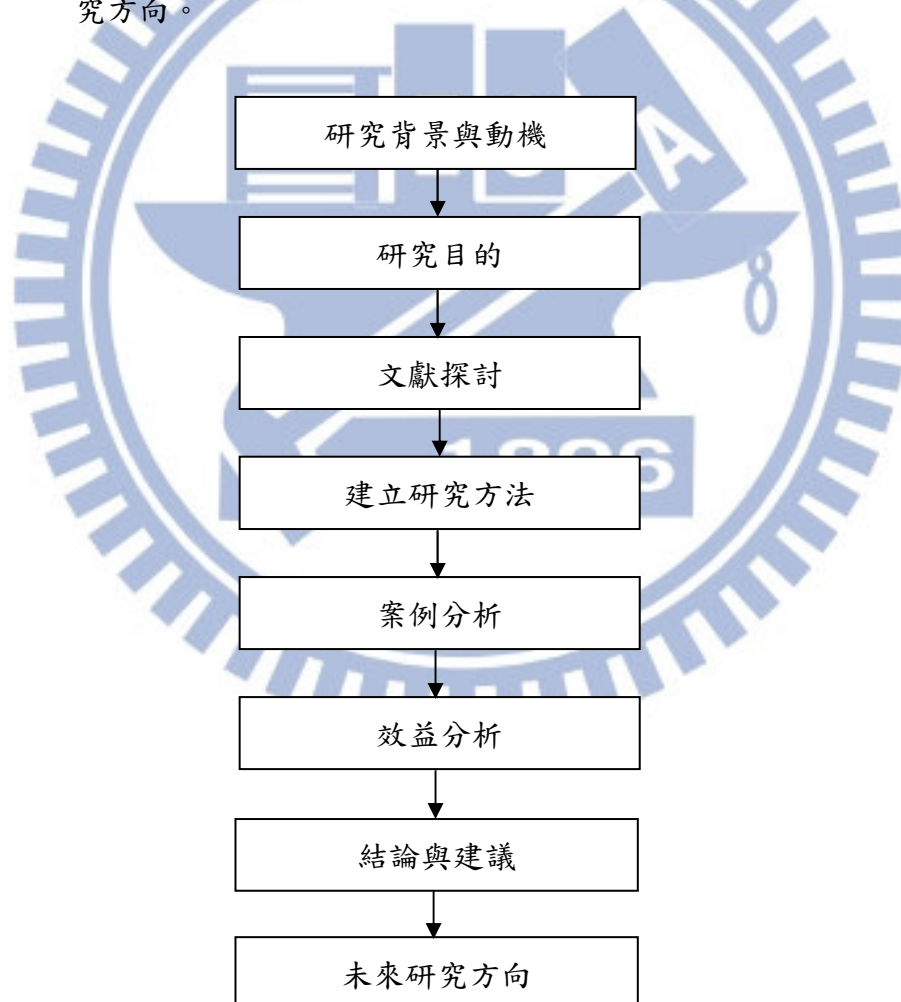 究方向。
研究背景與動機
研究目的
文獻探討
建立研究方法
案例分析
效益分析
結論與建議
未來研究方向